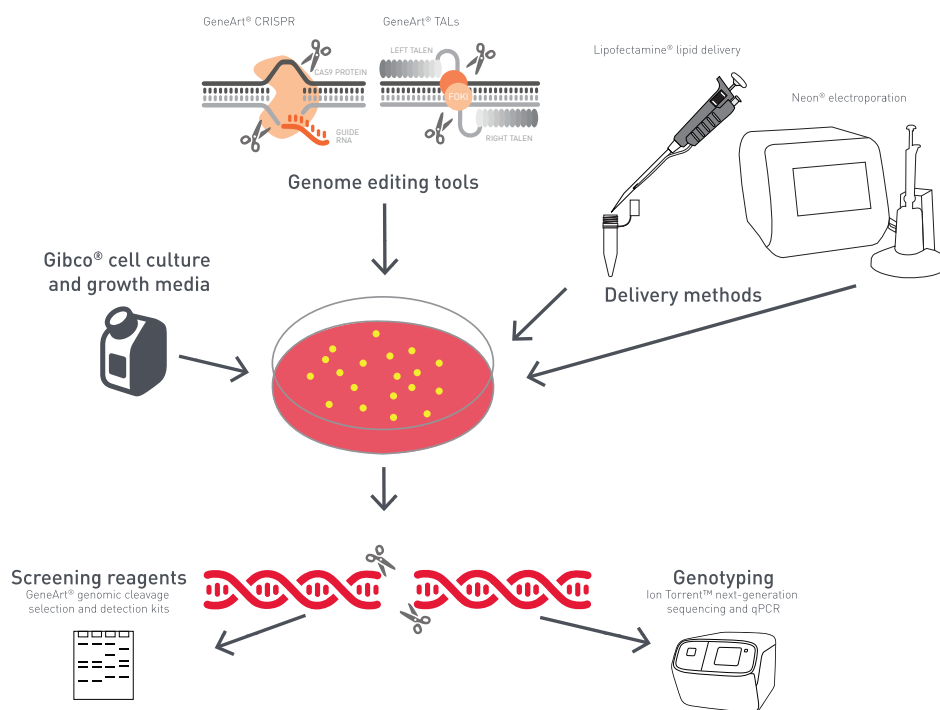 GeneArt® CRISPR
GeneArt® TALs
LEFT TALEN
CAS9 PROTEIN
FOKI
GUIDE
RNA
RIGHT TALEN
Genome editing tools
Lipofectamine® lipid delivery
Neon® electroporation
Delivery methods
Gibco® cell culture
and growth media
Screening reagents
GeneArt® genomic cleavage
selection and detection kits
Genotyping
Ion Torrent™ next-generation
sequencing and qPCR